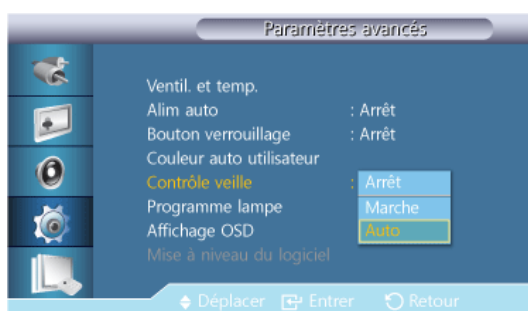 Paramètres avancés
Ventil. et temp.
Alim auto : Arrêt
Bouton verrouillage : Arrêt
Couleur auto utilisateur
Contrôle veille : Arrêt
Programme lampe Marche
Affichage OSD Auto
Mise à niveau du logiciel
Déplacer Entrer Retour